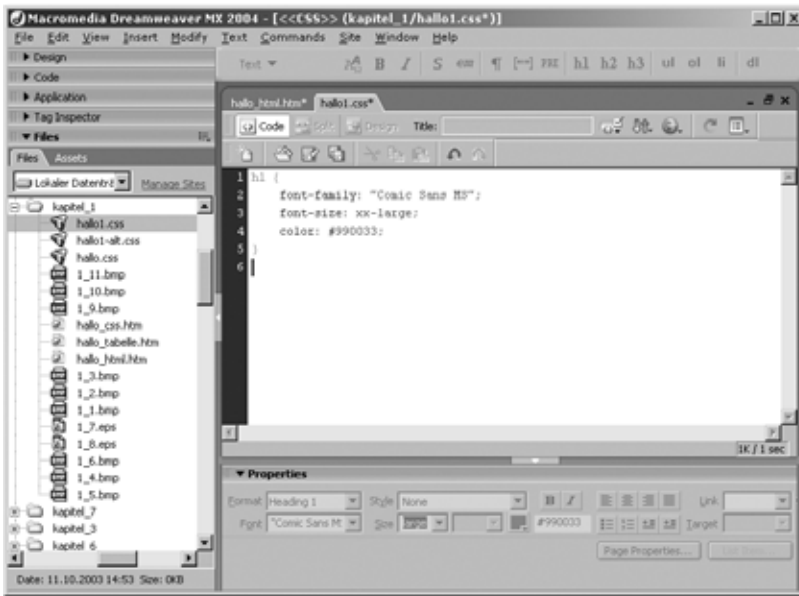 Macromedia Dreamweaver MX 2004 - [<<CSS>> (kapitel_1/hallo1.css*)]
File Edit View Insert Modify Text Commands Site Window Help
Design
Code
Application
Tag Inspector
Files
Files Assets
Lokaler Datenträ Manage Sites
kapitel_1
hallo1.css
hallo1-alt.css
hallo.css
1_11.bmp
1_10.bmp
1_9.bmp
hallo_css.htm
hallo_tabelle.htm
hallo_html.htm
1_3.bmp
1_2.bmp
1_1.bmp
1_7.eps
1_8.eps
1_6.bmp
1_4.bmp
1_5.bmp
kapitel_7
kapitel_3
kapitel 6
Date: 11.10.2003 14:53 Size: 0KB
Text B I S em ¶ [""] PRE h1 h2 h3 ul ol li dl
hallo_html.htm* hallo1.css*
Code Split Design Title:
1 h1 {
2 font-family: "Comic Sans MS";
3 font-size: xx-large;
4 color: #990033;
5 }
6
1K / 1 sec
Properties
Format Heading 1 Style None B I Link
Font "Comic Sans M Size large #990033 Target
Page Properties...